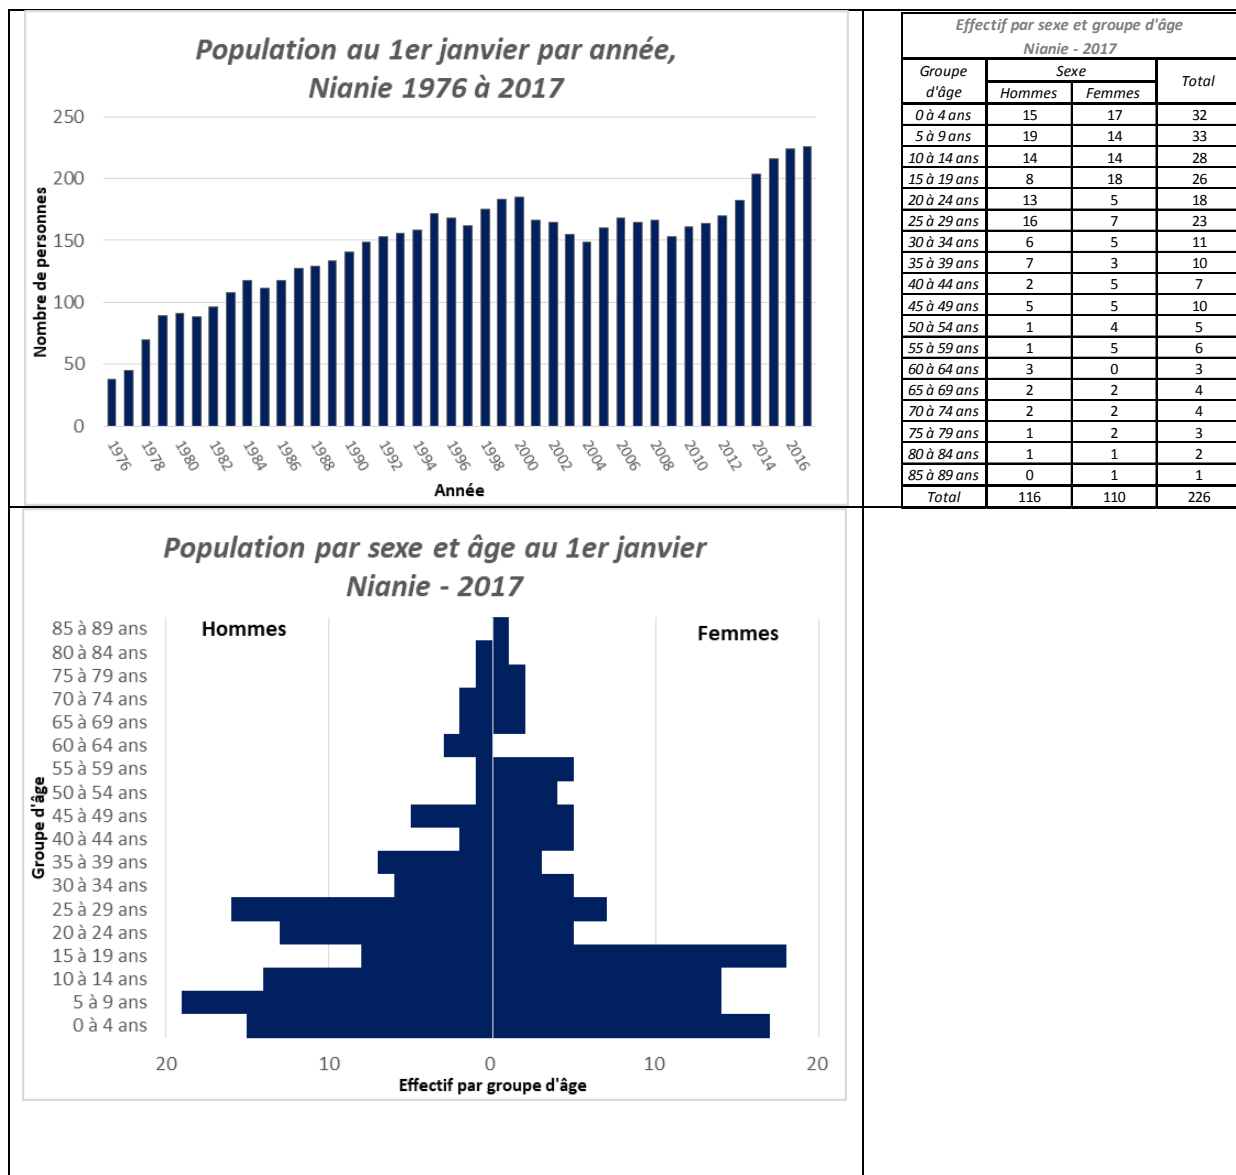 Population au 1er janvier par année,
Nianie 1976 à 2017
250
200
150
100
50
0
Nombre de personnes
1976 1978 1980 1982 1984 1986 1988 1990 1992 1994 1996 1998 2000 2002 2004 2006 2008 2010 2012 2014 2016
Année
Effectif par sexe et groupe d'âge
Nianie - 2017
Groupe d'âge Sexe Total
Hommes Femmes
0 à 4 ans 15 17 32
5 à 9 ans 19 14 33
10 à 14 ans 14 14 28
15 à 19 ans 8 18 26
20 à 24 ans 13 5 18
25 à 29 ans 16 7 23
30 à 34 ans 6 5 11
35 à 39 ans 7 3 10
40 à 44 ans 2 5 7
45 à 49 ans 5 5 10
50 à 54 ans 1 4 5
55 à 59 ans 1 5 6
60 à 64 ans 3 0 3
65 à 69 ans 2 2 4
70 à 74 ans 2 2 4
75 à 79 ans 1 2 3
80 à 84 ans 1 1 2
85 à 89 ans 0 1 1
Total 116 110 226
Population par sexe et âge au 1er janvier
Nianie - 2017
Hommes Femmes
85 à 89 ans
80 à 84 ans
75 à 79 ans
70 à 74 ans
65 à 69 ans
60 à 64 ans
55 à 59 ans
50 à 54 ans
45 à 49 ans
40 à 44 ans
35 à 39 ans
30 à 34 ans
25 à 29 ans
20 à 24 ans
15 à 19 ans
10 à 14 ans
5 à 9 ans
0 à 4 ans
Groupe d'âge
20 10 0 10 20
Effectif par groupe d'âge